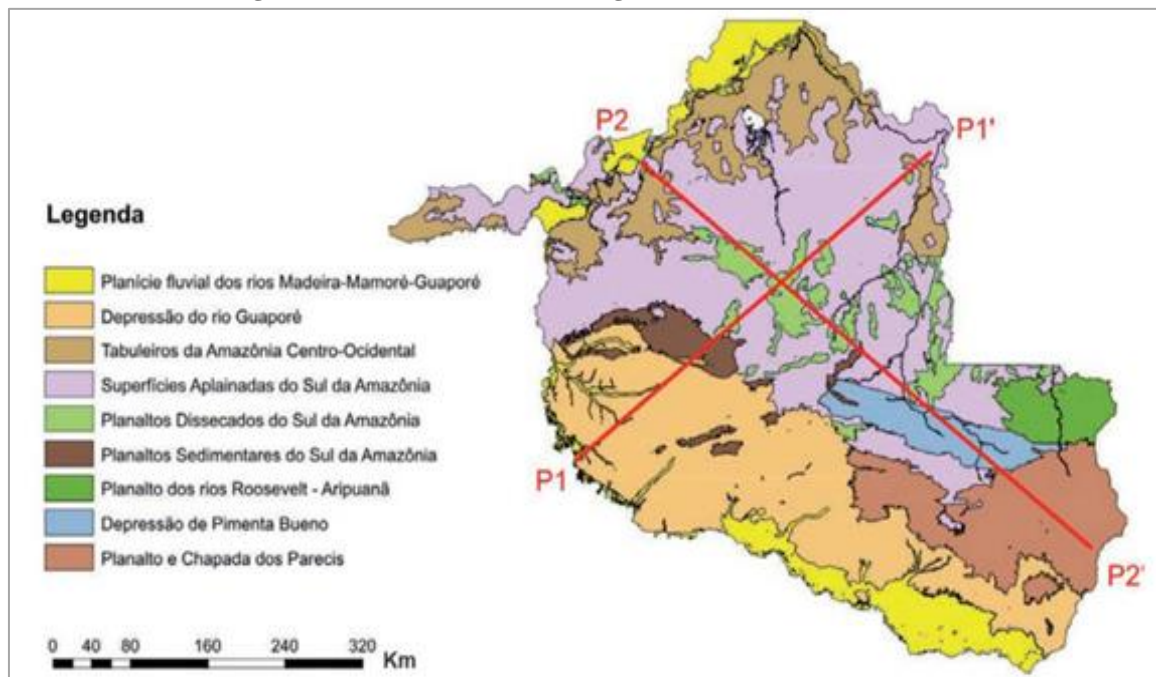 P2
P1'
Legenda
Planície fluvial dos rios Madeira-Mamoré-Guaporé
Depressão do rio Guaporé
Tabuleiros da Amazônia Centro-Ocidental
Superfícies Aplainadas do Sul da Amazônia
Planaltos Dissecados do Sul da Amazônia
Planaltos Sedimentares do Sul da Amazônia
Planalto dos rios Roosevelt - Aripuanã
Depressão de Pimenta Bueno
Planalto e Chapada dos Parecis
P1
P2'
0 40 80 160 240 320
Km